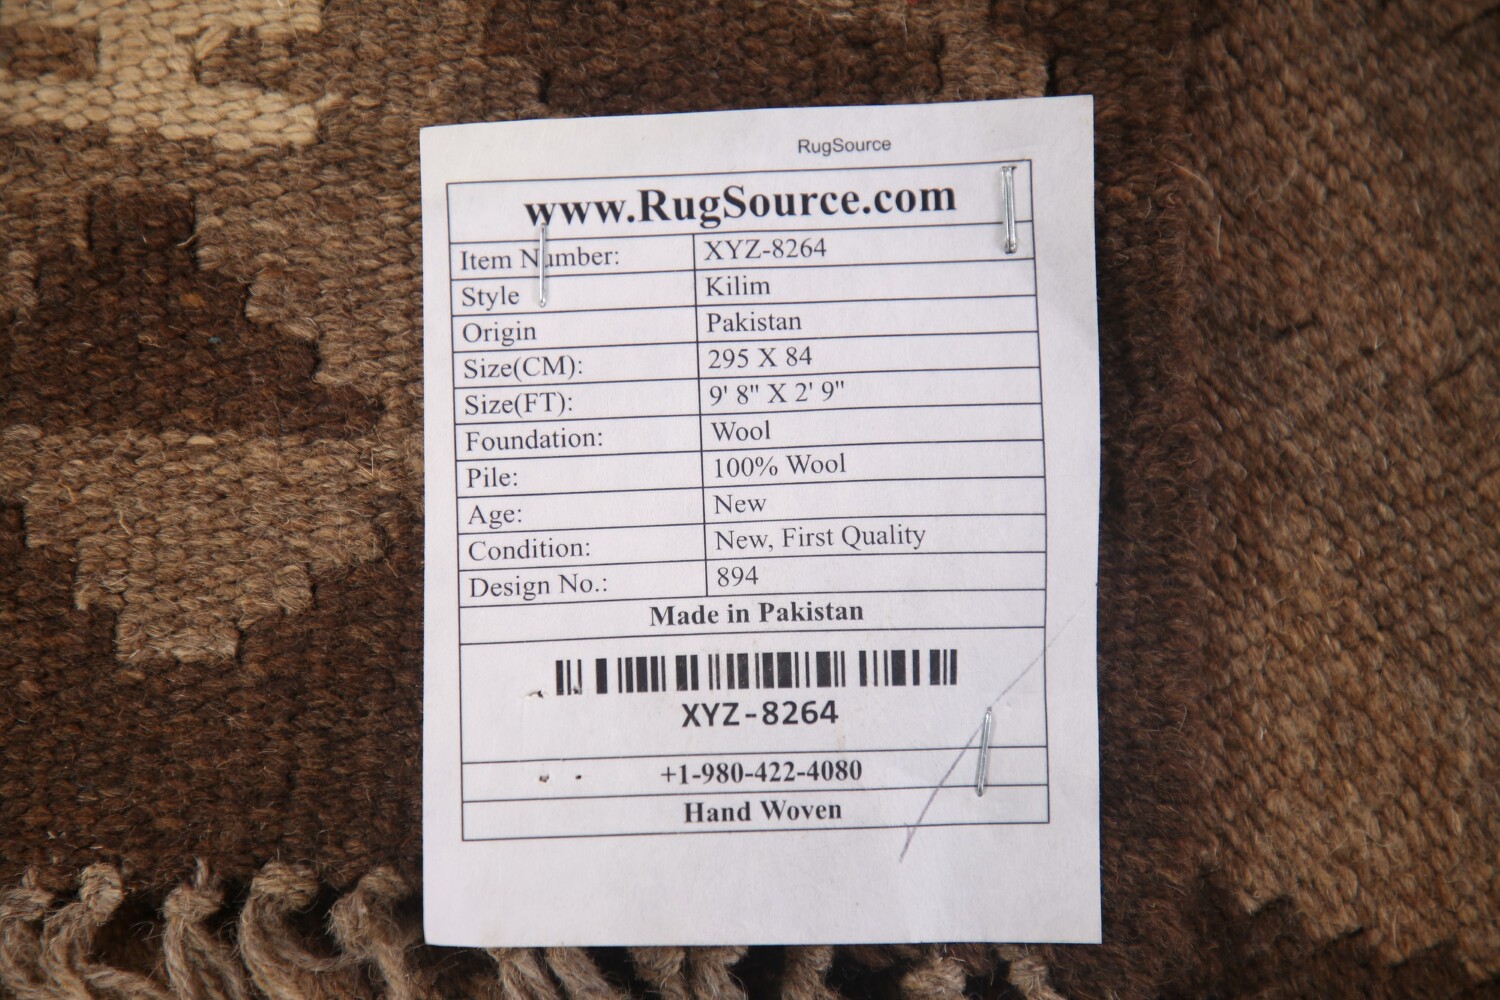 RugSource
www.RugSource.com
Item Number: XYZ-8264
Style Kilim
Origin Pakistan
Size(CM): 295 X 84
Size(FT): 9' 8" X 2' 9"
Foundation: Wool
Pile: 100% Wool
Age: New
Condition: New, First Quality
Design No.: 894
Made in Pakistan
XYZ-8264
+1-980-422-4080
Hand Woven